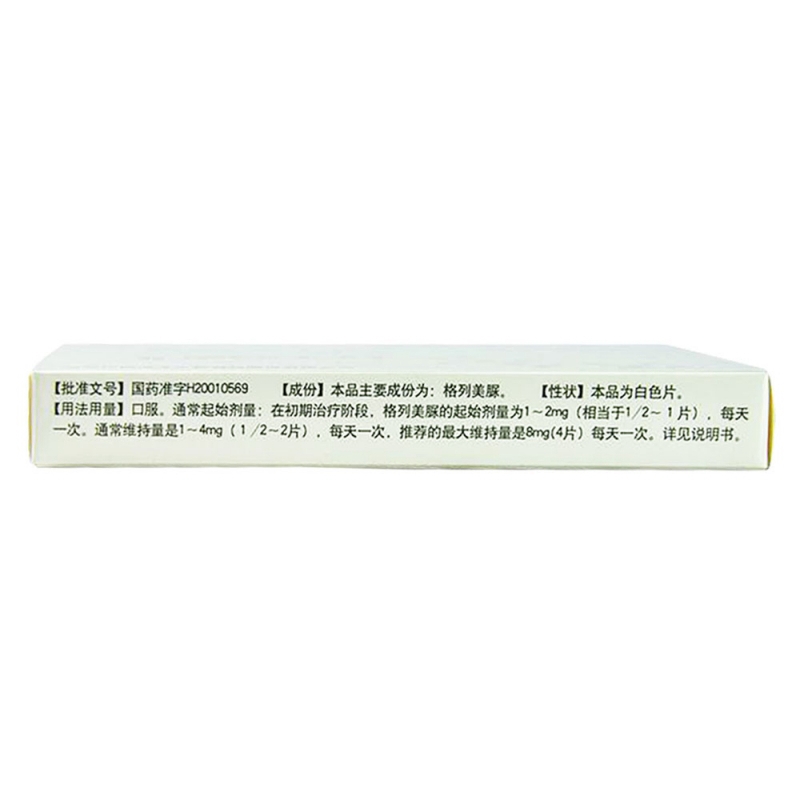 【批准文号】国药准字H20010569 【成份】本品主要成份为：格列美脲。 【性状】本品为白色片。
【用法用量】口服。通常起始剂量：在初期治疗阶段，格列美脲的起始剂量为1～2mg（相当于1/2～1片），每天
一次。通常维持量是1～4mg（1/2～2片），每天一次，推荐的最大维持量是8mg(4片）每天一次。详见说明书。